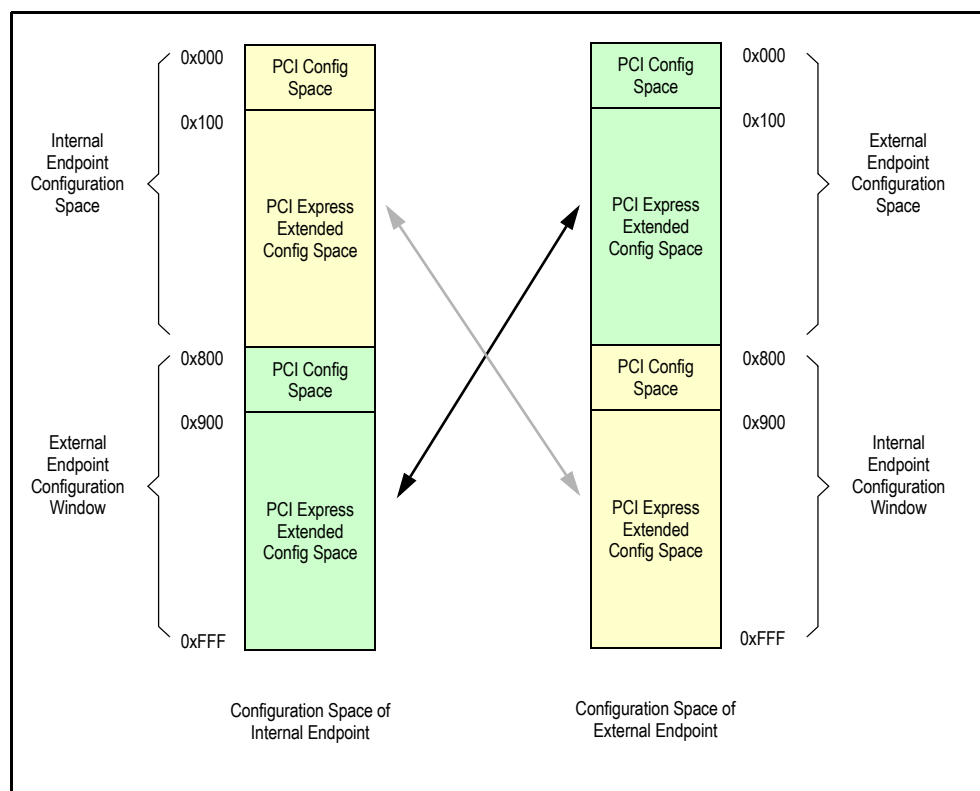 0x000
PCI Config
Space
0x100
Internal
Endpoint
Configuration
Space
PCI Express
Extended
Config Space
0x800
PCI Config
Space
0x900
External
Endpoint
Configuration
Window
PCI Express
Extended
Config Space
0xFFF
Configuration Space of
Internal Endpoint
PCI Config
Space
0x000
0x100
External
Endpoint
Configuration
Space
PCI Express
Extended
Config Space
PCI Config
Space
0x800
0x900
Internal
Endpoint
Configuration
Window
PCI Express
Extended
Config Space
0xFFF
Configuration Space of
External Endpoint